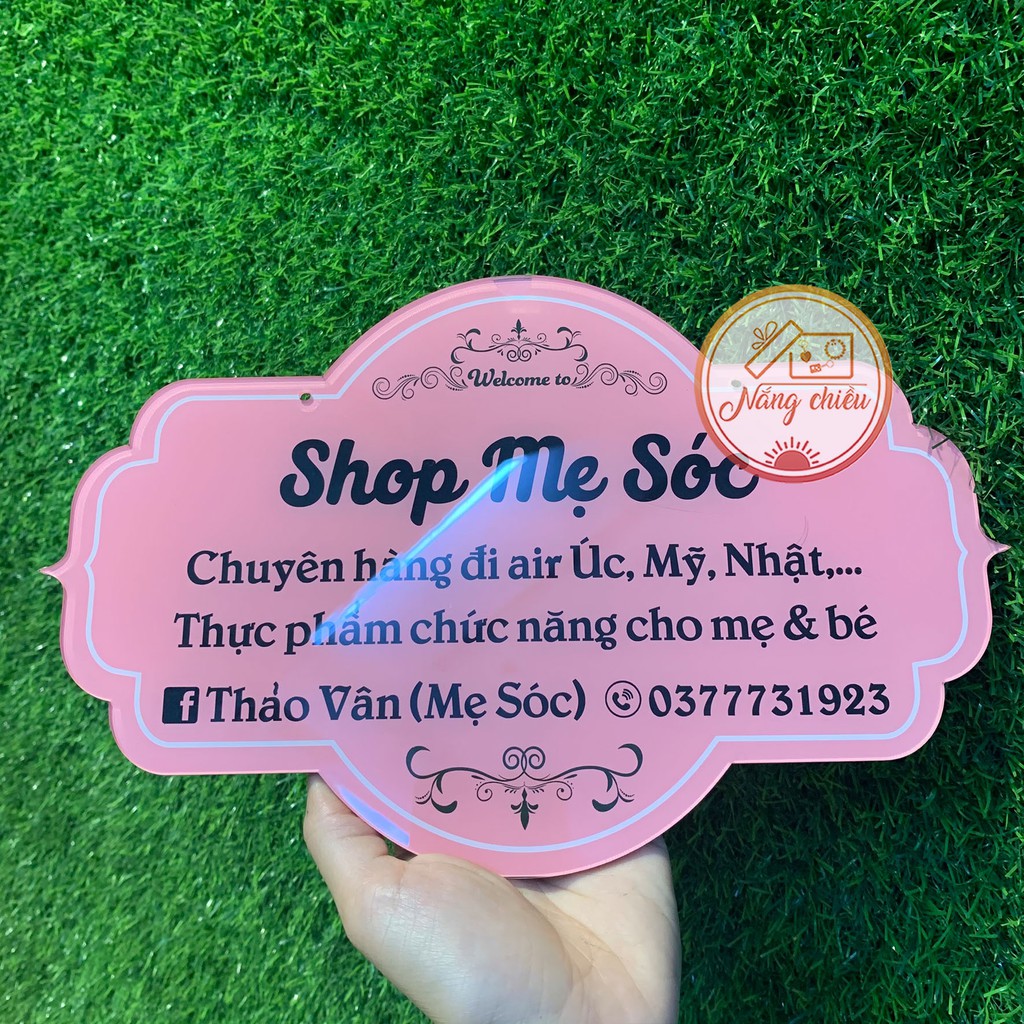 Welcome to
Shop Mẹ Sóc
Nắng chiều
Chuyên hàng đi air Úc, Mỹ, Nhật,...
Thực phẩm chức năng cho mẹ & bé
Thảo Vân (Mẹ Sóc) 0377731923